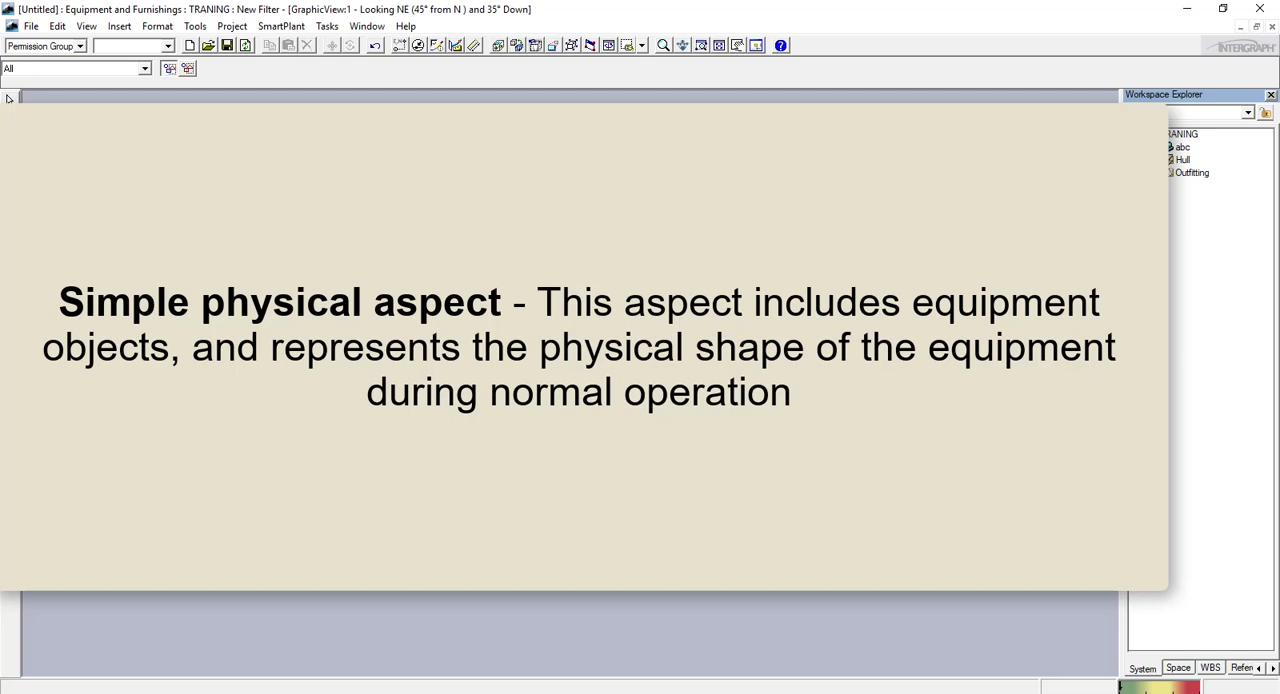 [Untitled] : Equipment and Furnishings : TRANING : New Filter - [GraphicView:1 - Looking NE (45° from N ) and 35° Down]
File Edit View Insert Format Tools Project SmartPlant Tasks Window Help
Permission Group
INTERGRAPH
All
Workspace Explorer
RANING
abc
Hull
Outfitting
Simple physical aspect - This aspect includes equipment
objects, and represents the physical shape of the equipment
during normal operation
System Space WBS Referen